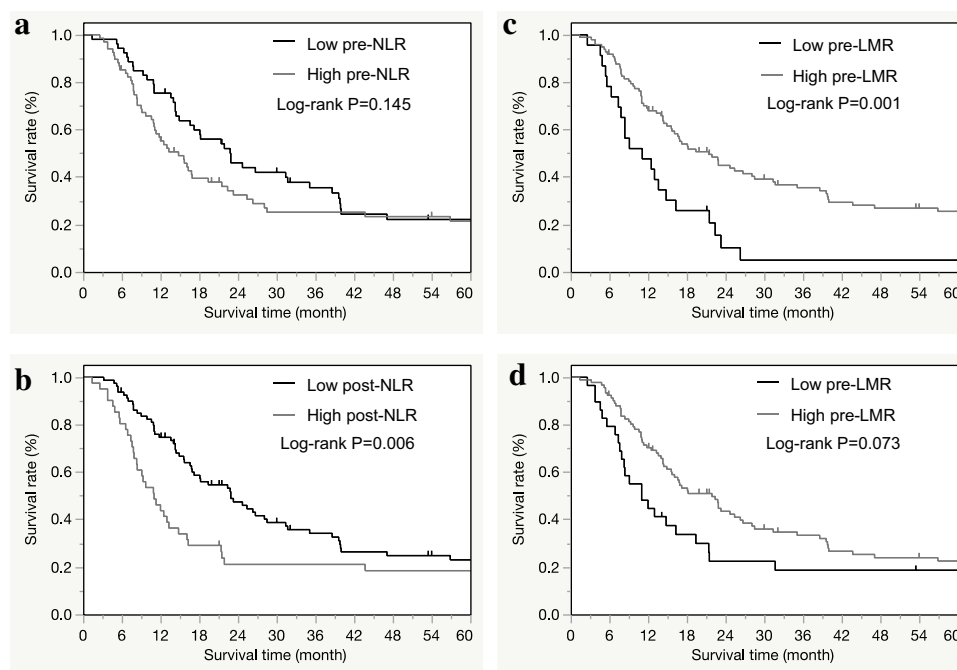 a
Low pre-NLR
High pre-NLR
Log-rank P=0.145
Survival rate (%)
1.0
0.8
0.6
0.4
0.2
0.0
0 6 12 18 24 30 36 42 48 54 60
Survival time (month)
c
Low pre-LMR
High pre-LMR
Log-rank P=0.001
Survival rate (%)
1.0
0.8
0.6
0.4
0.2
0.0
0 6 12 18 24 30 36 42 48 54 60
Survival time (month)
b
Low post-NLR
High post-NLR
Log-rank P=0.006
Survival rate (%)
1.0
0.8
0.6
0.4
0.2
0.0
0 6 12 18 24 30 36 42 48 54 60
Survival time (month)
d
Low pre-LMR
High pre-LMR
Log-rank P=0.073
Survival rate (%)
1.0
0.8
0.6
0.4
0.2
0.0
0 6 12 18 24 30 36 42 48 54 60
Survival time (month)